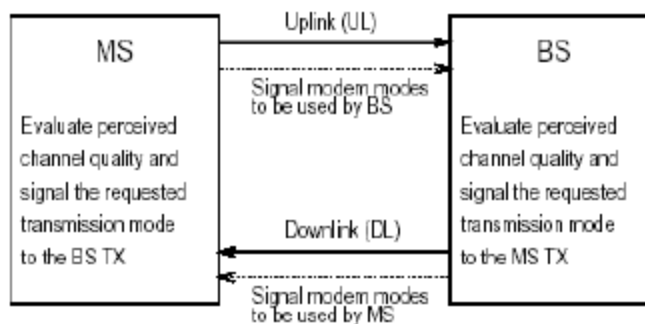 MS
Evaluate perceived
channel quality and
signal the requested
transmission mode
to the BS TX
Uplink (UL)
Signal modem modes
to be used by BS
Downlink (DL)
Signal modem modes
to be used by MS
BS
Evaluate perceived
channel quality and
signal the requested
transmission mode
to the MS TX